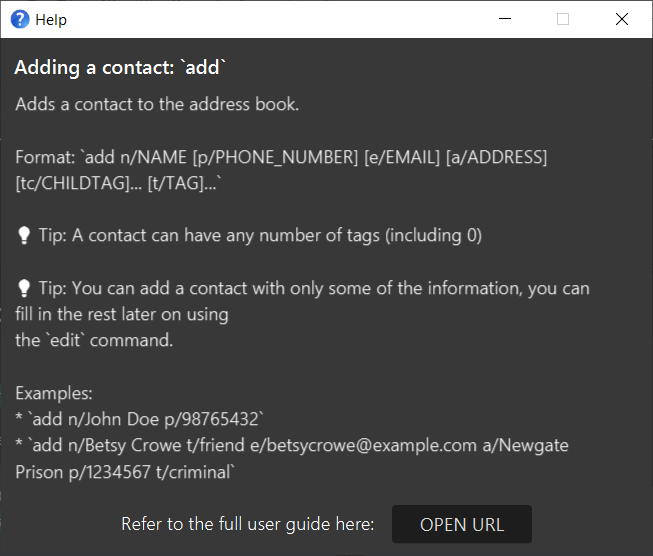 Help
Adding a contact: `add`
Adds a contact to the address book.
Format: `add n/NAME [p/PHONE_NUMBER] [e/EMAIL] [a/ADDRESS]
[tc/CHILDTAG]... [t/TAG]...`
Tip: A contact can have any number of tags (including 0)
Tip: You can add a contact with only some of the information, you can
fill in the rest later on using
the `edit` command.
Examples:
* `add n/John Doe p/98765432`
* `add n/Betsy Crowe t/friend e/betsycrowe@example.com a/Newgate
Prison p/1234567 t/criminal`
Refer to the full user guide here:
OPEN URL